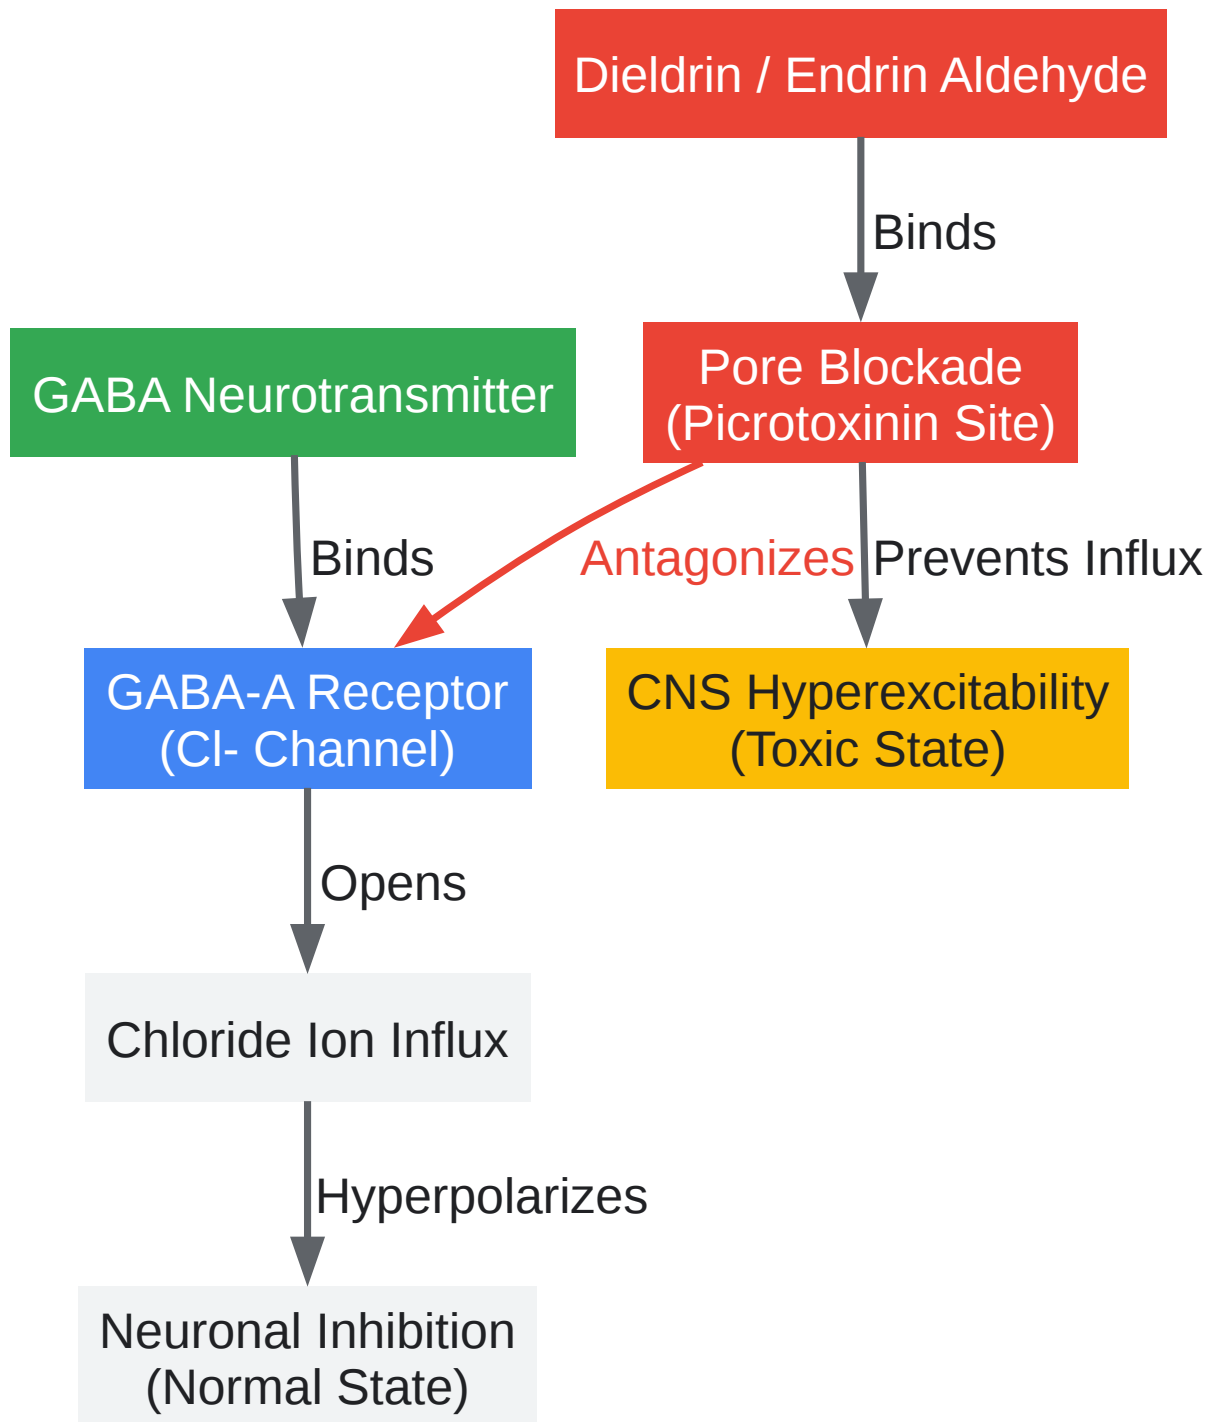 Dieldrin / Endrin Aldehyde
Binds
GABA Neurotransmitter
Pore Blockade
(Picrotoxinin Site)
Binds
Antagonizes
Prevents Influx
GABA-A Receptor
(Cl- Channel)
CNS Hyperexcitability
(Toxic State)
Opens
Chloride Ion Influx
Hyperpolarizes
Neuronal Inhibition
(Normal State)